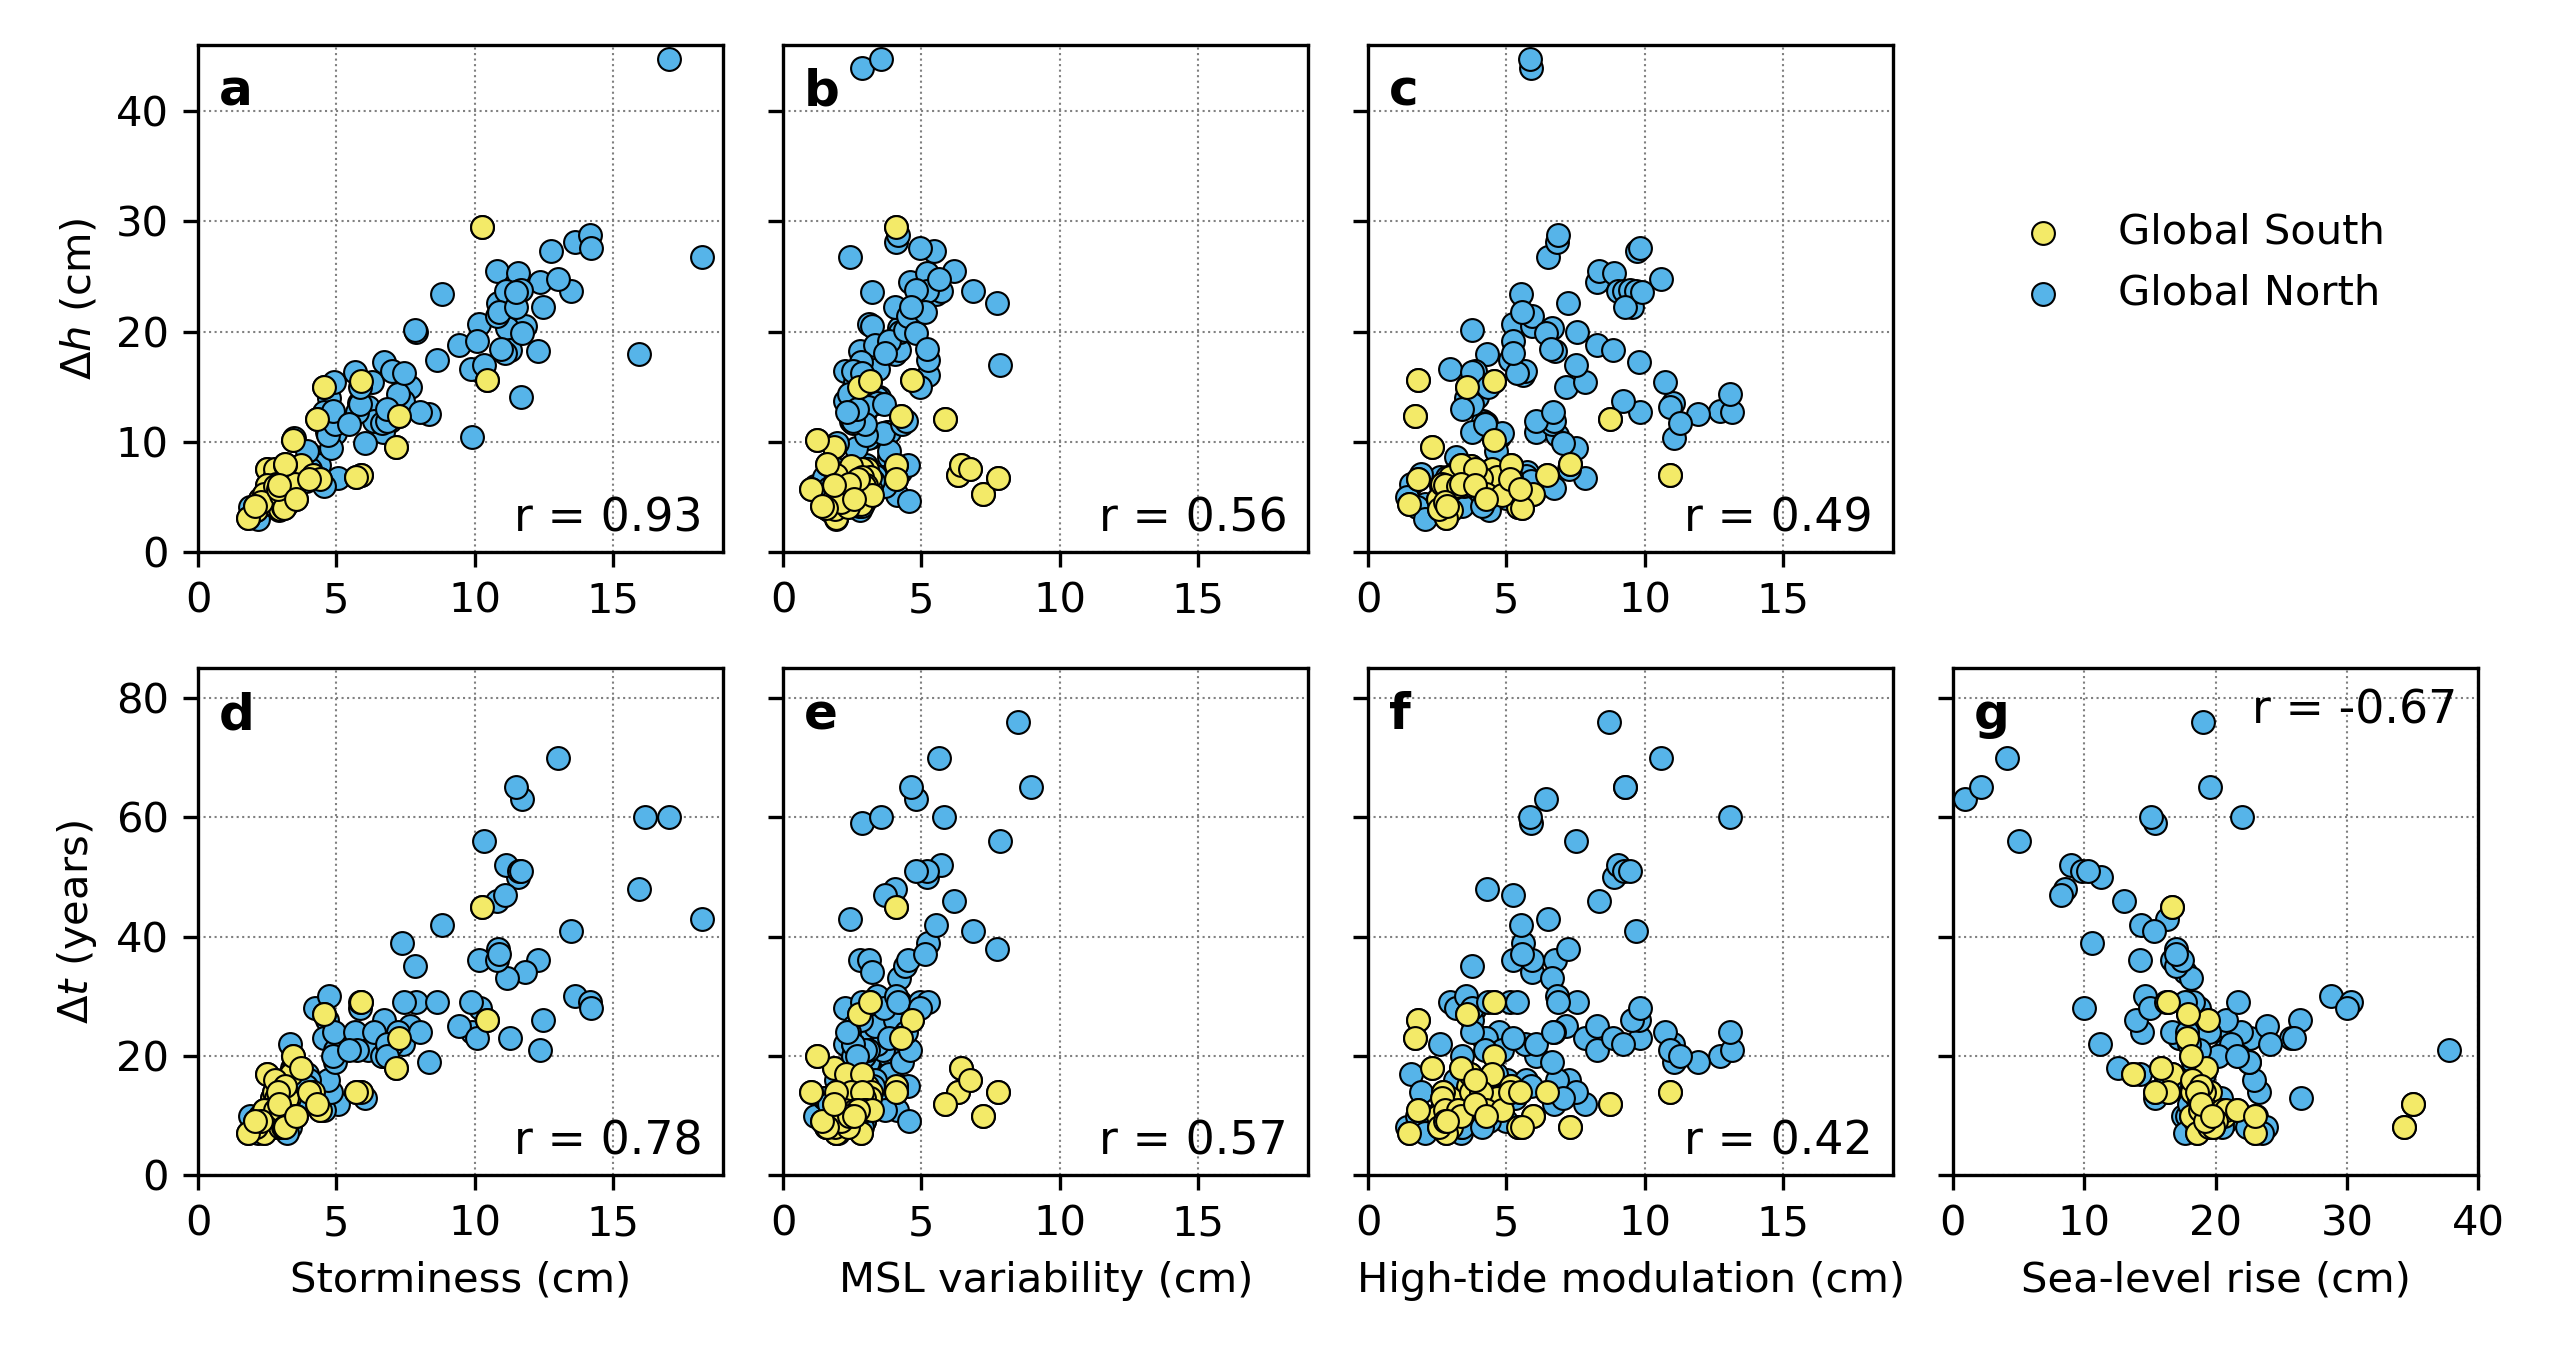 a
b
c
Δh (cm)
40
30
20
10
0
r = 0.93
r = 0.56
r = 0.49
0 5 10 15
0 5 10 15
0 5 10 15
Global South
Global North
d
e
f
g
r = -0.67
Δt (years)
80
60
40
20
0
r = 0.78
r = 0.57
r = 0.42
0 5 10 15
0 5 10 15
0 5 10 15
0 10 20 30 40
Storminess (cm)
MSL variability (cm)
High-tide modulation (cm)
Sea-level rise (cm)